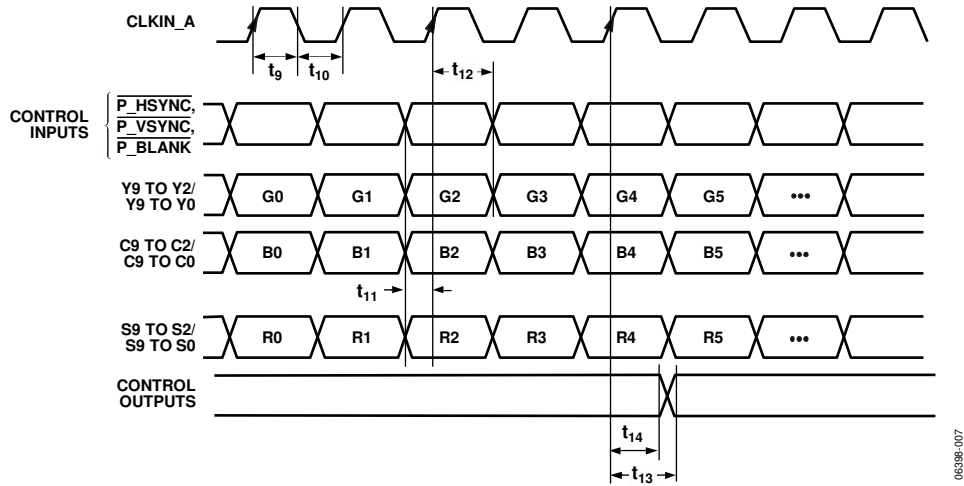 CLKIN_A
t9
t10
t12
CONTROL
INPUTS
P_HSYNC,
P_VSYNC,
P_BLANK
Y9 TO Y2/
Y9 TO Y0
G0 G1 G2 G3 G4 G5 •••
C9 TO C2/
C9 TO C0
B0 B1 B2 B3 B4 B5 •••
t11
S9 TO S2/
S9 TO S0
R0 R1 R2 R3 R4 R5 •••
CONTROL
OUTPUTS
t14
t13
06398-007